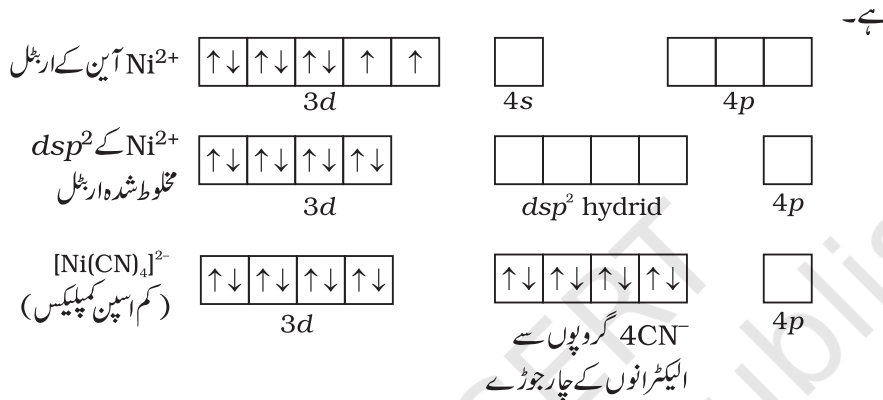 ہے۔
Ni²⁺ آین کے اربٹل ↑↓ ↑↓ ↑↓ ↑ ↑
3d 4s 4p
Ni²⁺ کے dsp² ↑↓ ↑↓ ↑↓ ↑↓
مخلوط شدہ اربٹل
3d dsp² hydrid 4p
[Ni(CN)₄]²⁻ ↑↓ ↑↓ ↑↓ ↑↓ ↑↓ ↑↓ ↑↓ ↑↓
(کم اسپن کمپلیکس)
3d 4p
4CN⁻ گروپوں سے
الیکٹرانوں کے چار جوڑے